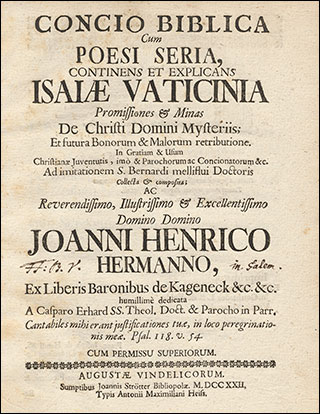 CONCIO BIBLICA
Cum
POESI SERIA,
CONTINENS ET EXPLICANS
ISAIÆ VATICINIA
Promissiones & Minas
De Christi Domini Mysteriis;
Et futura Bonorum & Malorum retributione.
In Gratiam & Usum
Christianæ Juventutis, imò & Parochorum ac Concionatorum &c.
Ad imitationem S. Bernardi melliflui Doctoris
Collecta & composita;
AC
Reverendissimo, Illustrissimo & Excellentissimo
Domino Domino
JOANNI HENRICO
HERMANNO,
in Salem.
Ex Liberis Baronibus de Kageneck &c. &c.
humillimè dedicata
A Casparo Erhard SS. Theol. Doct. & Parocho in Parr.
Cantabiles mihi erant justificationes tuæ, in loco peregrinatio-
nis meæ. Psal. 118. v. 54
CUM PERMISSU SUPERIORUM.
AUGUSTÆ VINDELICORUM.
Sumptibus Joannis Strötter Bibliopolæ. M. DCC XXII.
Typis Antonii Maximiliani Heiss.